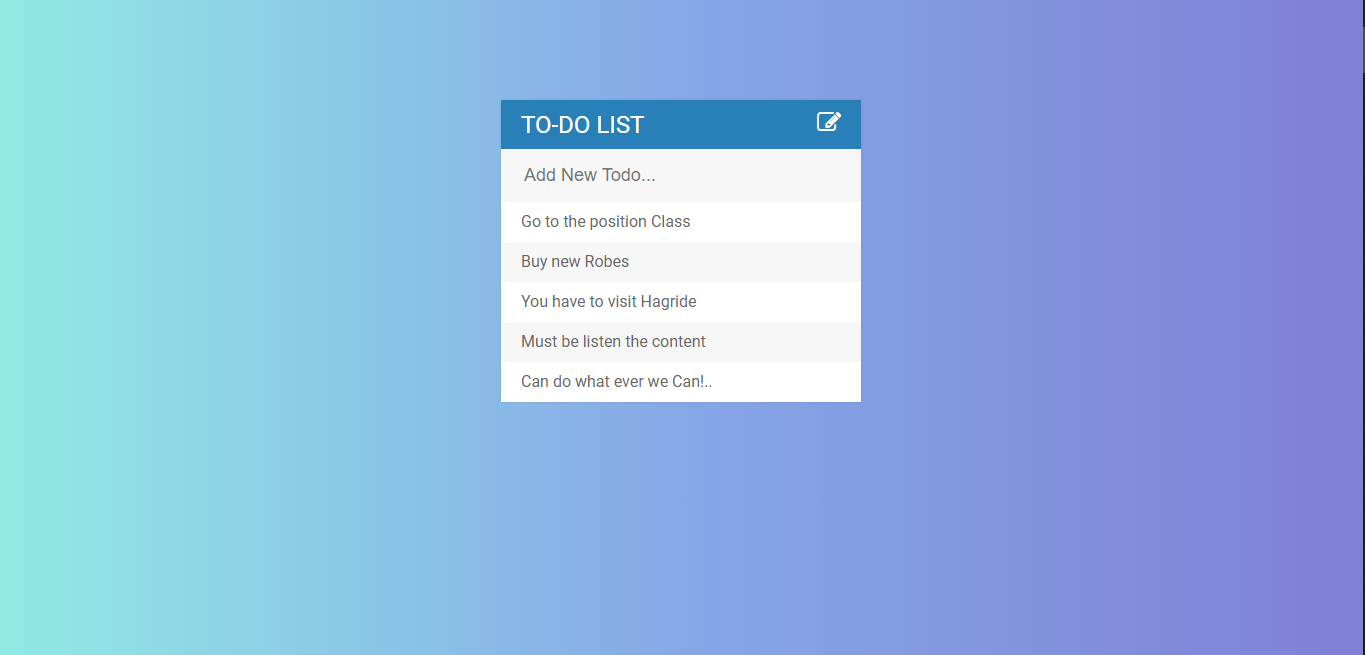 TO-DO LIST
Add New Todo...
Go to the position Class
Buy new Robes
You have to visit Hagride
Must be listen the content
Can do what ever we Can!..